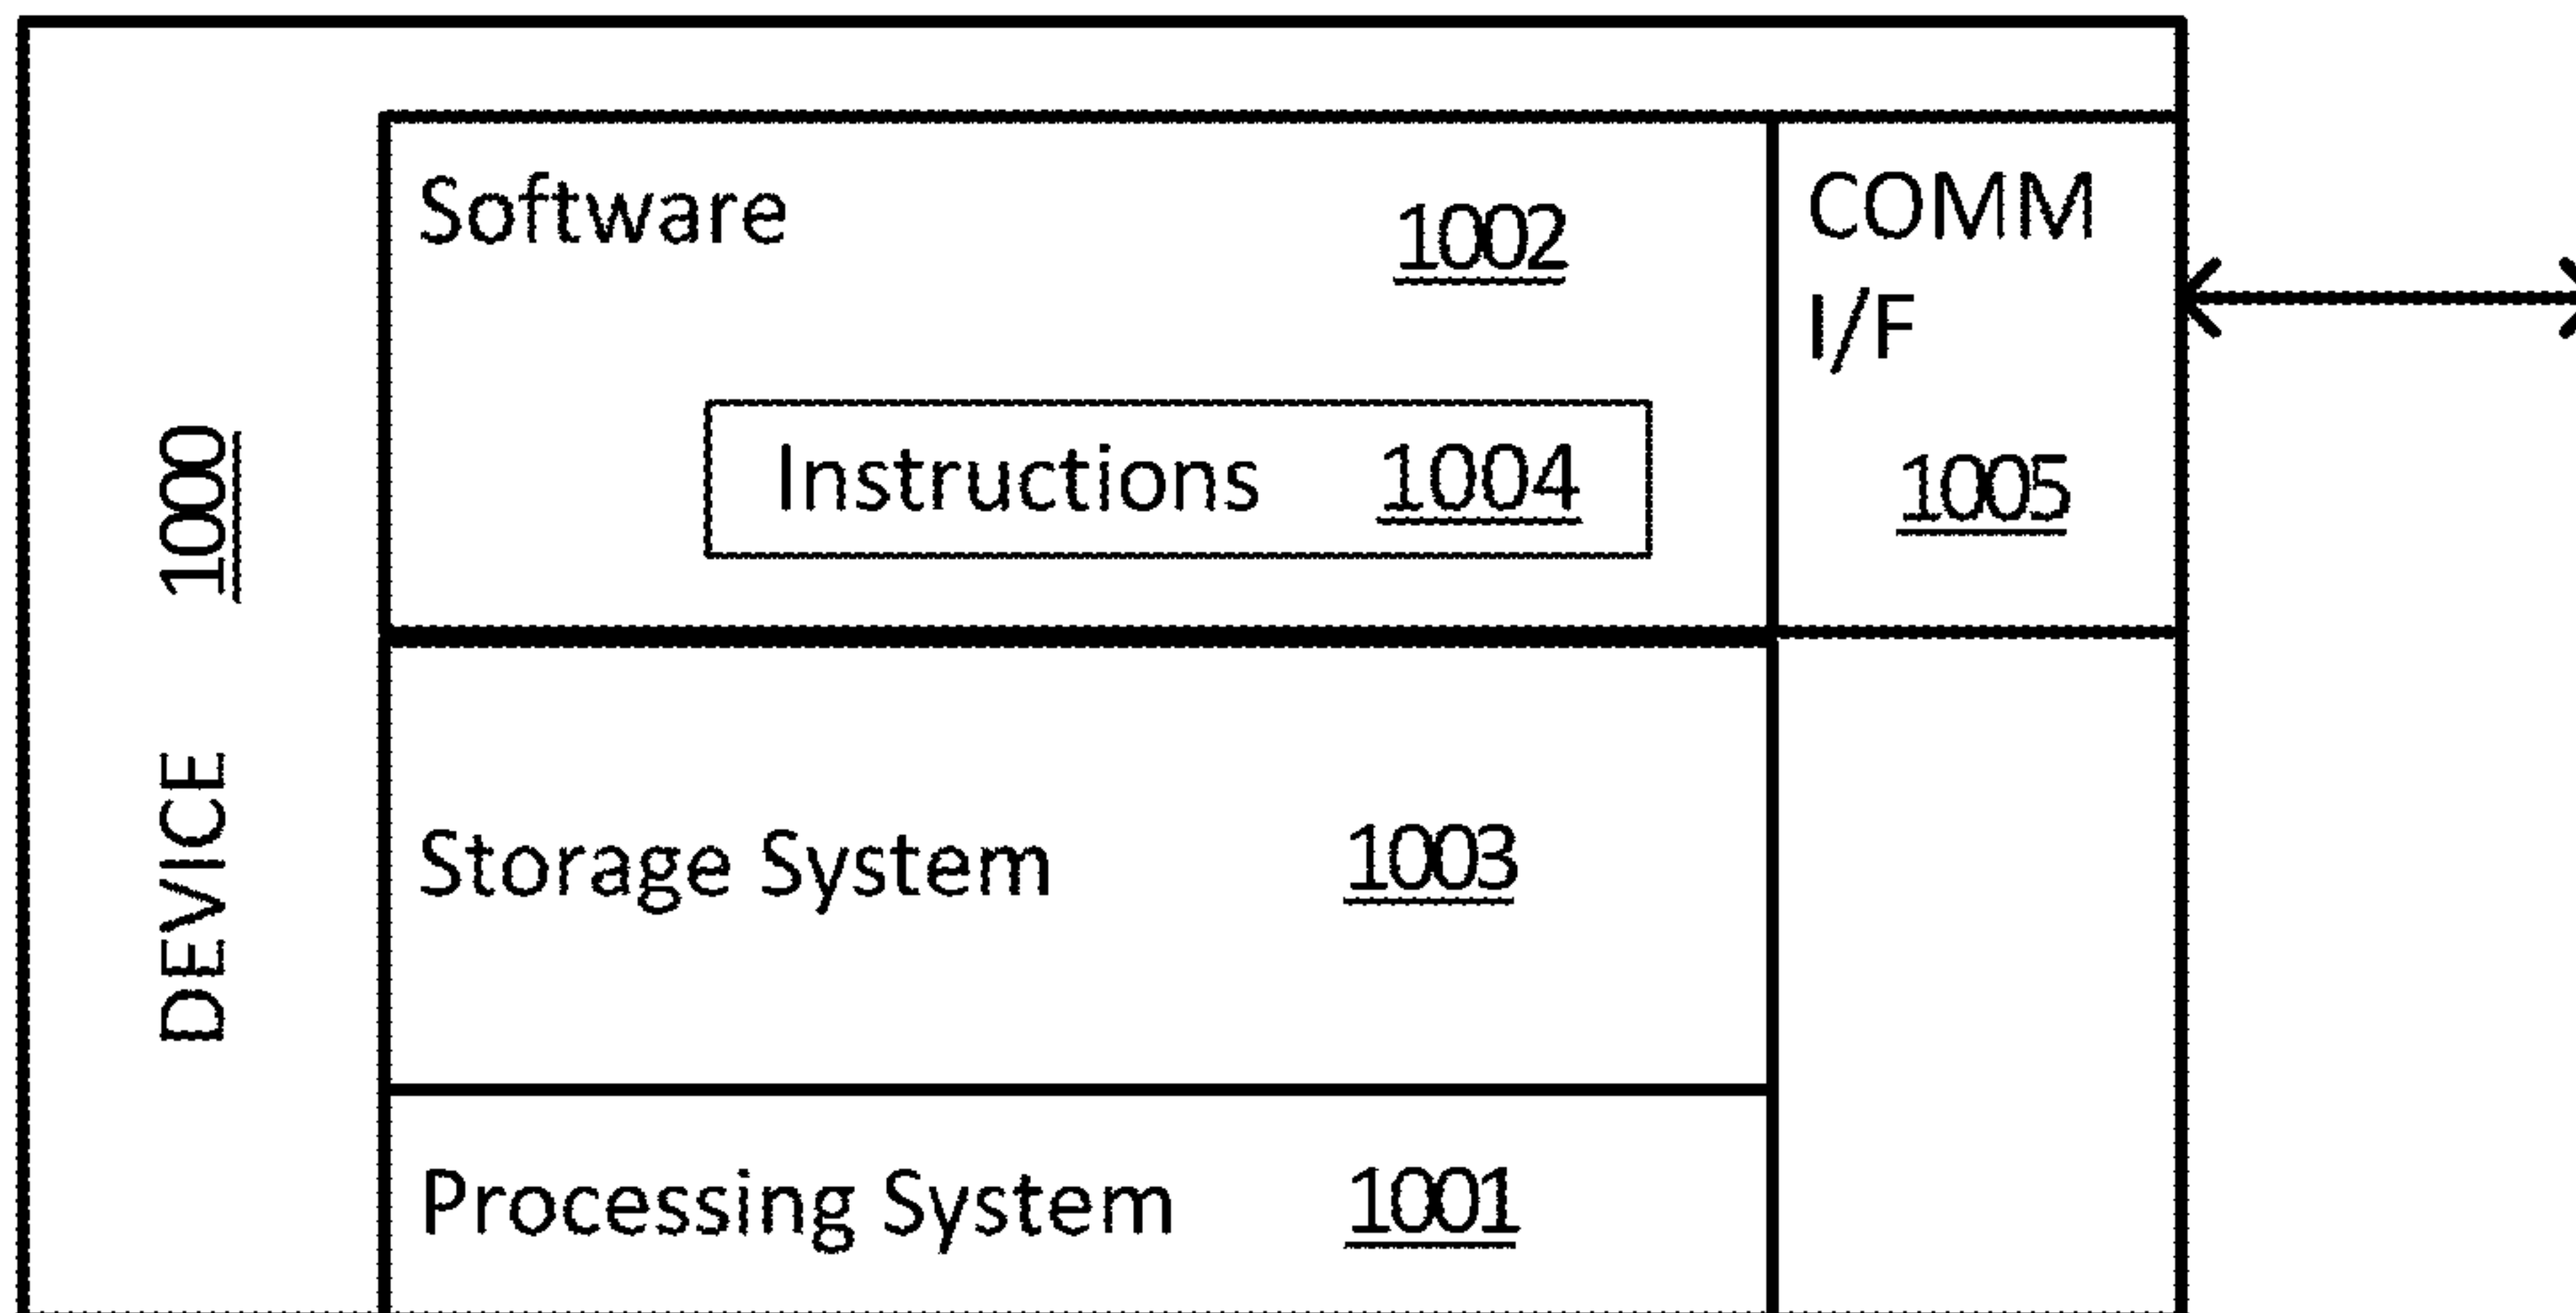 DEVICE 1000
Software 1002
Instructions 1004
COMM
I/F
1005
Storage System 1003
Processing System 1001